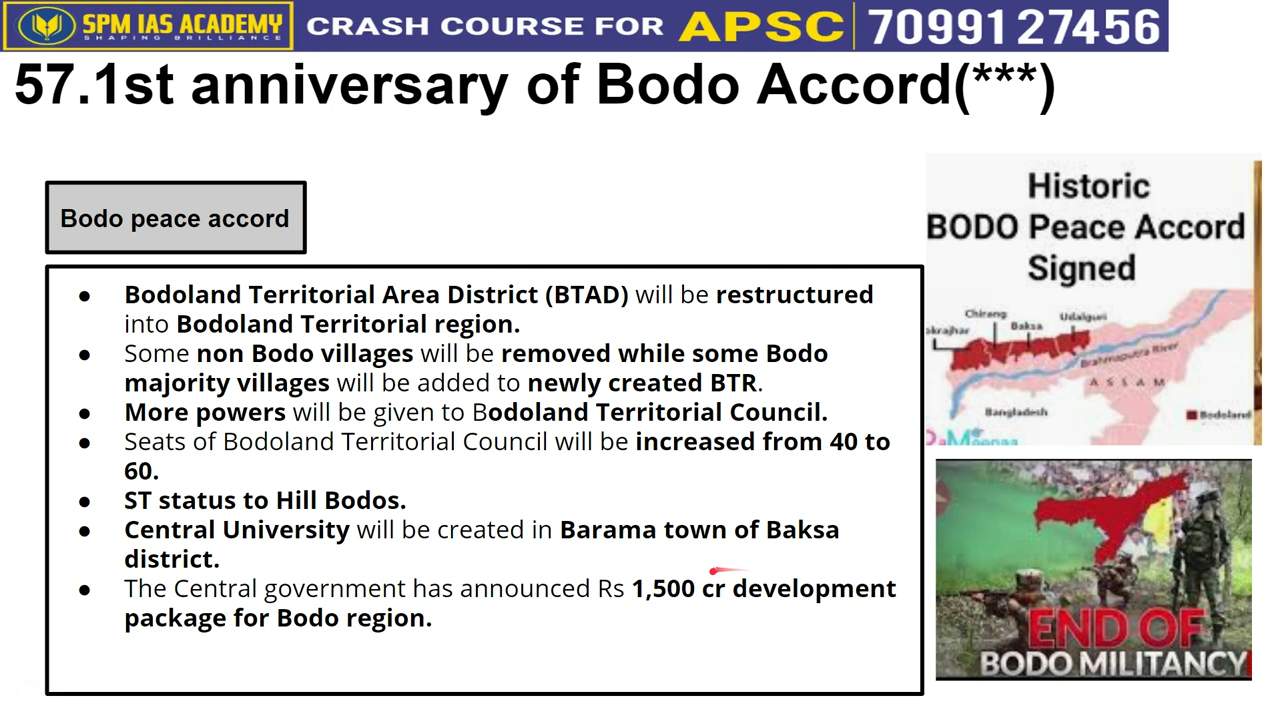 SPM IAS ACADEMY
SHAPING BRILLIANCE
CRASH COURSE FOR APSC 7099127456
57.1st anniversary of Bodo Accord(***)
Bodo peace accord
● Bodoland Territorial Area District (BTAD) will be restructured
into Bodoland Territorial region.
● Some non Bodo villages will be removed while some Bodo
majority villages will be added to newly created BTR.
● More powers will be given to Bodoland Territorial Council.
● Seats of Bodoland Territorial Council will be increased from 40 to
60.
● ST status to Hill Bodos.
● Central University will be created in Barama town of Baksa
district.
● The Central government has announced Rs 1,500 cr development
package for Bodo region.
Historic
BODO Peace Accord
Signed
Chirang
Udalguri
Baksa
okrajhar
Brahmaputra River
ASSAM
Bangladesh
Bodoland
END OF
BODO MILITANCY